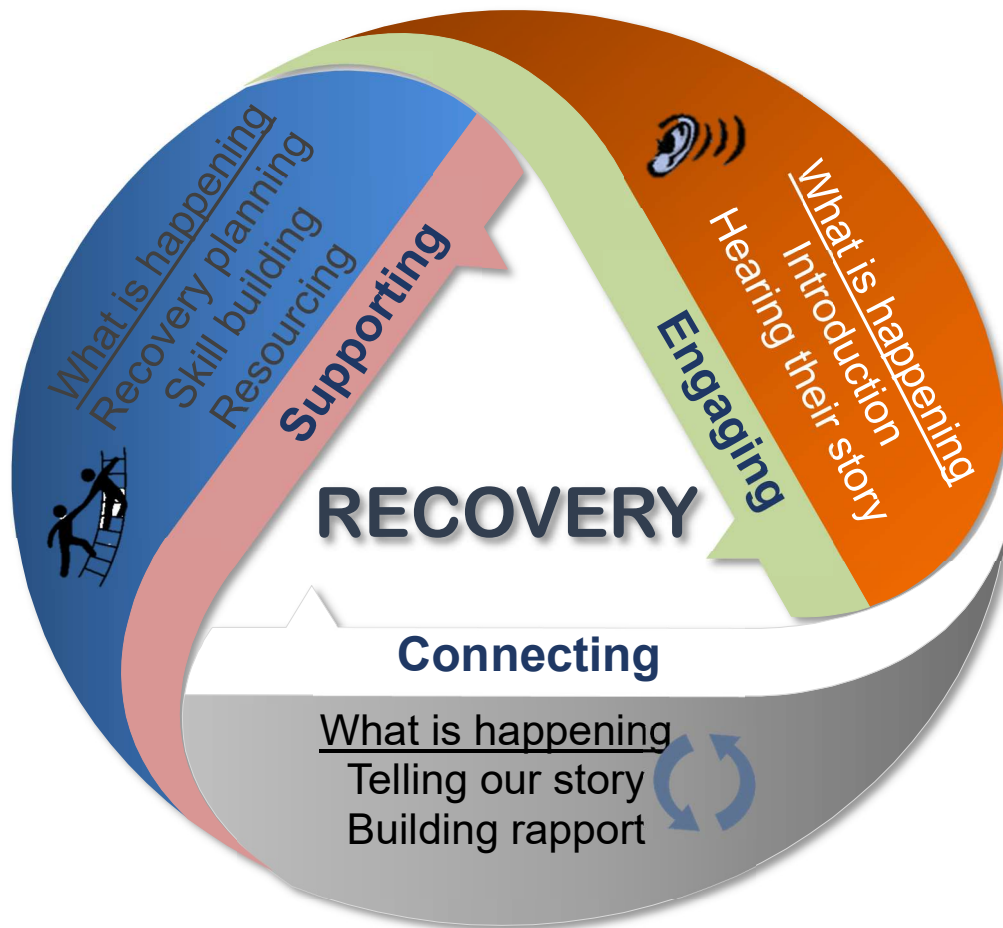 What is happening
Recovery planning
Skill building
Resourcing
Supporting
What is happening
Introduction
Hearing their story
Engaging
RECOVERY
Connecting
What is happening
Telling our story
Building rapport